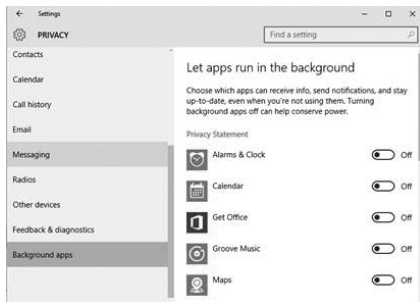 Settings
PRIVACY
Find a setting
Contacts
Calendar
Call history
Email
Messaging
Radios
Other devices
Feedback & diagnostics
Background apps
Let apps run in the background
Choose which apps can receive info, send notifications, and stay
up-to-date, even when you're not using them. Turning
background apps off can help conserve power.
Privacy Statement
Alarms & Clock Off
Calendar Off
Get Office Off
Groove Music Off
Maps Off